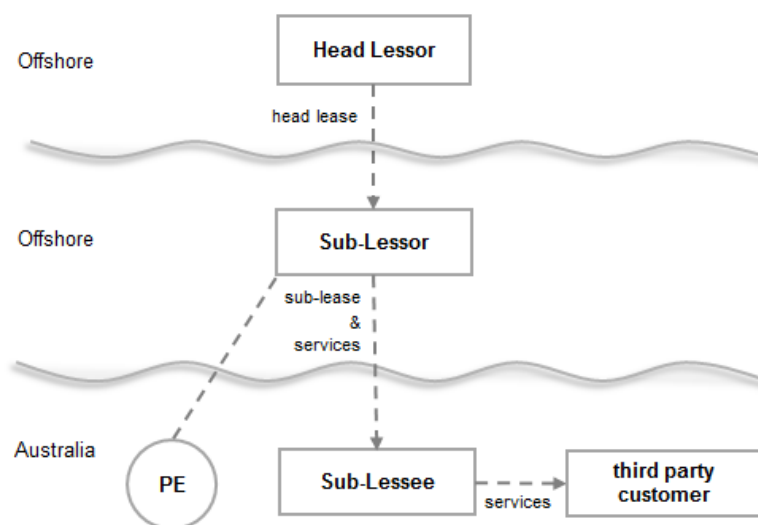 Head Lessor
Offshore
head lease
Offshore
Sub-Lessor
sub-lease
&
services
Australia
PE
Sub-Lessee
services
third party
customer